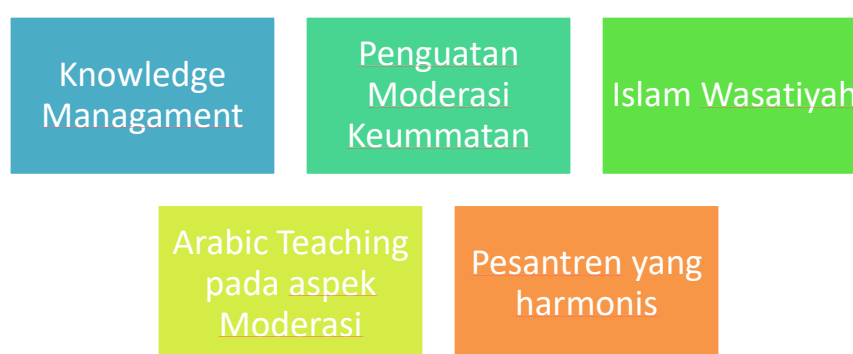 Knowledge
Managament
Penguatan
Moderasi
Keummatan
Islam Wasatiyah
Arabic Teaching
pada aspek
Moderasi
Pesantren yang
harmonis